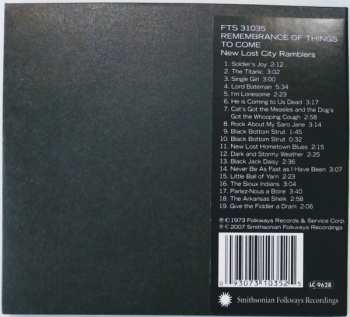 FTS 31035
REMEMBRANCE OF THINGS
TO COME
New Lost City Ramblers
1. Soldier's Joy 2:12
2. The Titanic 3:02
3. Single Girl 3:00
4. Lord Bateman 5:34
5. I'm Lonesome 2:23
6. He is Coming to Us Dead 3:17
7. Cat's Got the Measles and the Dog's
Got the Whooping Cough 2:58
8. Rock About My Saro Jane 3:14
9. Black Bottom Strut 1:45
10. Black Bottom Strut
11. New Lost Hometown Blues 2:15
12. Dark and Stormy Weather 2:25
13. Black Jack Daisy 2:36
14. Never Be As Fast as I Have Been 3:07
15. Little Ball of Yarn 2:23
16. The Sioux Indians 3:04
17. Parlez-Nous à Boire 3:40
18. The Arkansas Sheik 2:58
19. Give the Fiddler a Dram 2:06
℗ © 1973 Folkways Records & Service Corp.
℗ © 2007 Smithsonian Folkways Recordings
0 93073 10352 5
LC 9628
Smithsonian Folkways Recordings